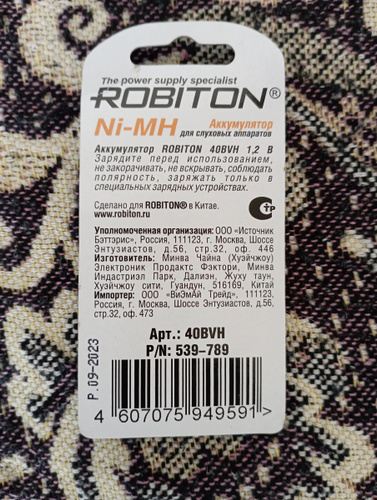 The power supply specialist
ROBITON®
Ni-MH Аккумулятор
для слуховых аппаратов
Аккумулятор ROBITON 40BVH 1,2 В
Зарядите перед использованием,
не закорачивать, не вскрывать, соблюдать
полярность, заряжать только в
специальных зарядных устройствах.
Сделано для ROBITON® в Китае.
www.robiton.ru
Уполномоченная организация: ООО «Источник
Бэттэрис», Россия, 111123, г. Москва, Шоссе
Энтузиастов, д.56, стр.32, оф. 446
Изготовитель: Минва Чайна (Хуэйчжоу)
Электроник Продактс Фэктори, Минва
Индастриэл Парк, Далиэн, Жуху таун,
Хуэйчжоу сити, Гуандун, 516169, Китай
Импортер: ООО «ВиЭмАй Трейд», 111123,
Россия, г. Москва, Шоссе Энтузиастов, д.56,
стр.32, оф. 473
Арт.: 40BVH
P/N: 539-789
P.09-2023
4 607075 949591 >